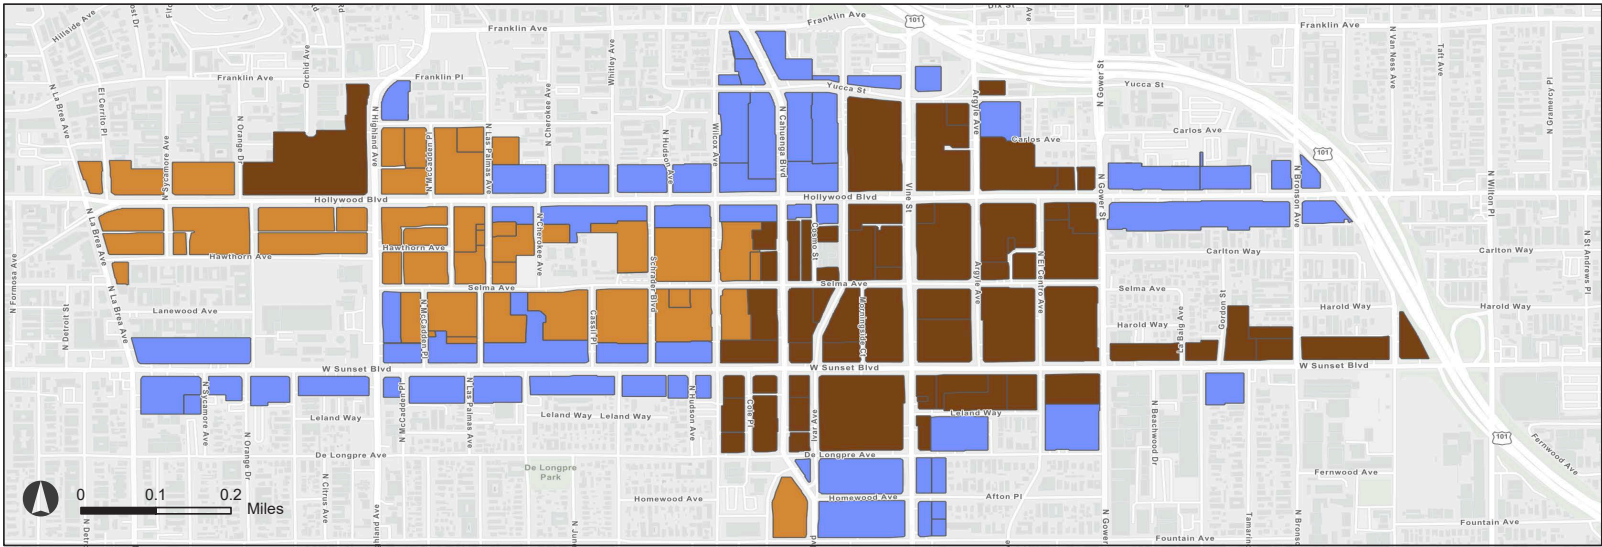 Franklin Ave
Franklin Ave
Dix St
Franklin Ave
101
Hillside Ave
Franklin Ave
Franklin Pl
Orchid Ave
Whitley Ave
N Cherokee Ave
Yucca St
Yucca St
N Gower St
N Van Ness Ave
Taft Ave
N Gramercy Pl
N La Brea Ave
El Cerrito Pl
N Sycamore Ave
N Orange Dr
N Highland Ave
N McCadden Pl
N Las Palmas Ave
N Hudson Ave
Wilcox Ave
N Cahuenga Blvd
Argyle Ave
Carlos Ave
Carlos Ave
101
Hollywood Blvd
Hollywood Blvd
Vine St
N Gower St
N Bronson Ave
N Wilton Pl
N La Brea Ave
Hawthorn Ave
Hawthorn Ave
N Cherokee Ave
Schrader Blvd
Cosmo St
Argyle Ave
N El Centro Ave
Carlton Way
Carlton Way
N St Andrews Pl
N Formosa Ave
Selma Ave
Selma Ave
Selma Ave
N La Brea Ave
N Detroit St
Lanewood Ave
N McCadden Pl
Cassil Pl
Morningside Ct
Harold Way
Harold Way
Harold Way
La Baig Ave
Gordon St
W Sunset Blvd
W Sunset Blvd
W Sunset Blvd
N Sycamore Ave
Leland Way
N Las Palmas Ave
Leland Way
Leland Way
N Hudson Ave
Cole Pl
Ivar Ave
Leland Way
N Beachwood Dr
101
Fernwood Ave
N Orange Dr
De Longpre Ave
De Longpre Ave
De Longpre
Park
Fernwood Ave
N Citrus Ave
Homewood Ave
Homewood Ave
Afton Pl
Fountain Ave
Fountain Ave
N Gower
0 0.1 0.2
Miles